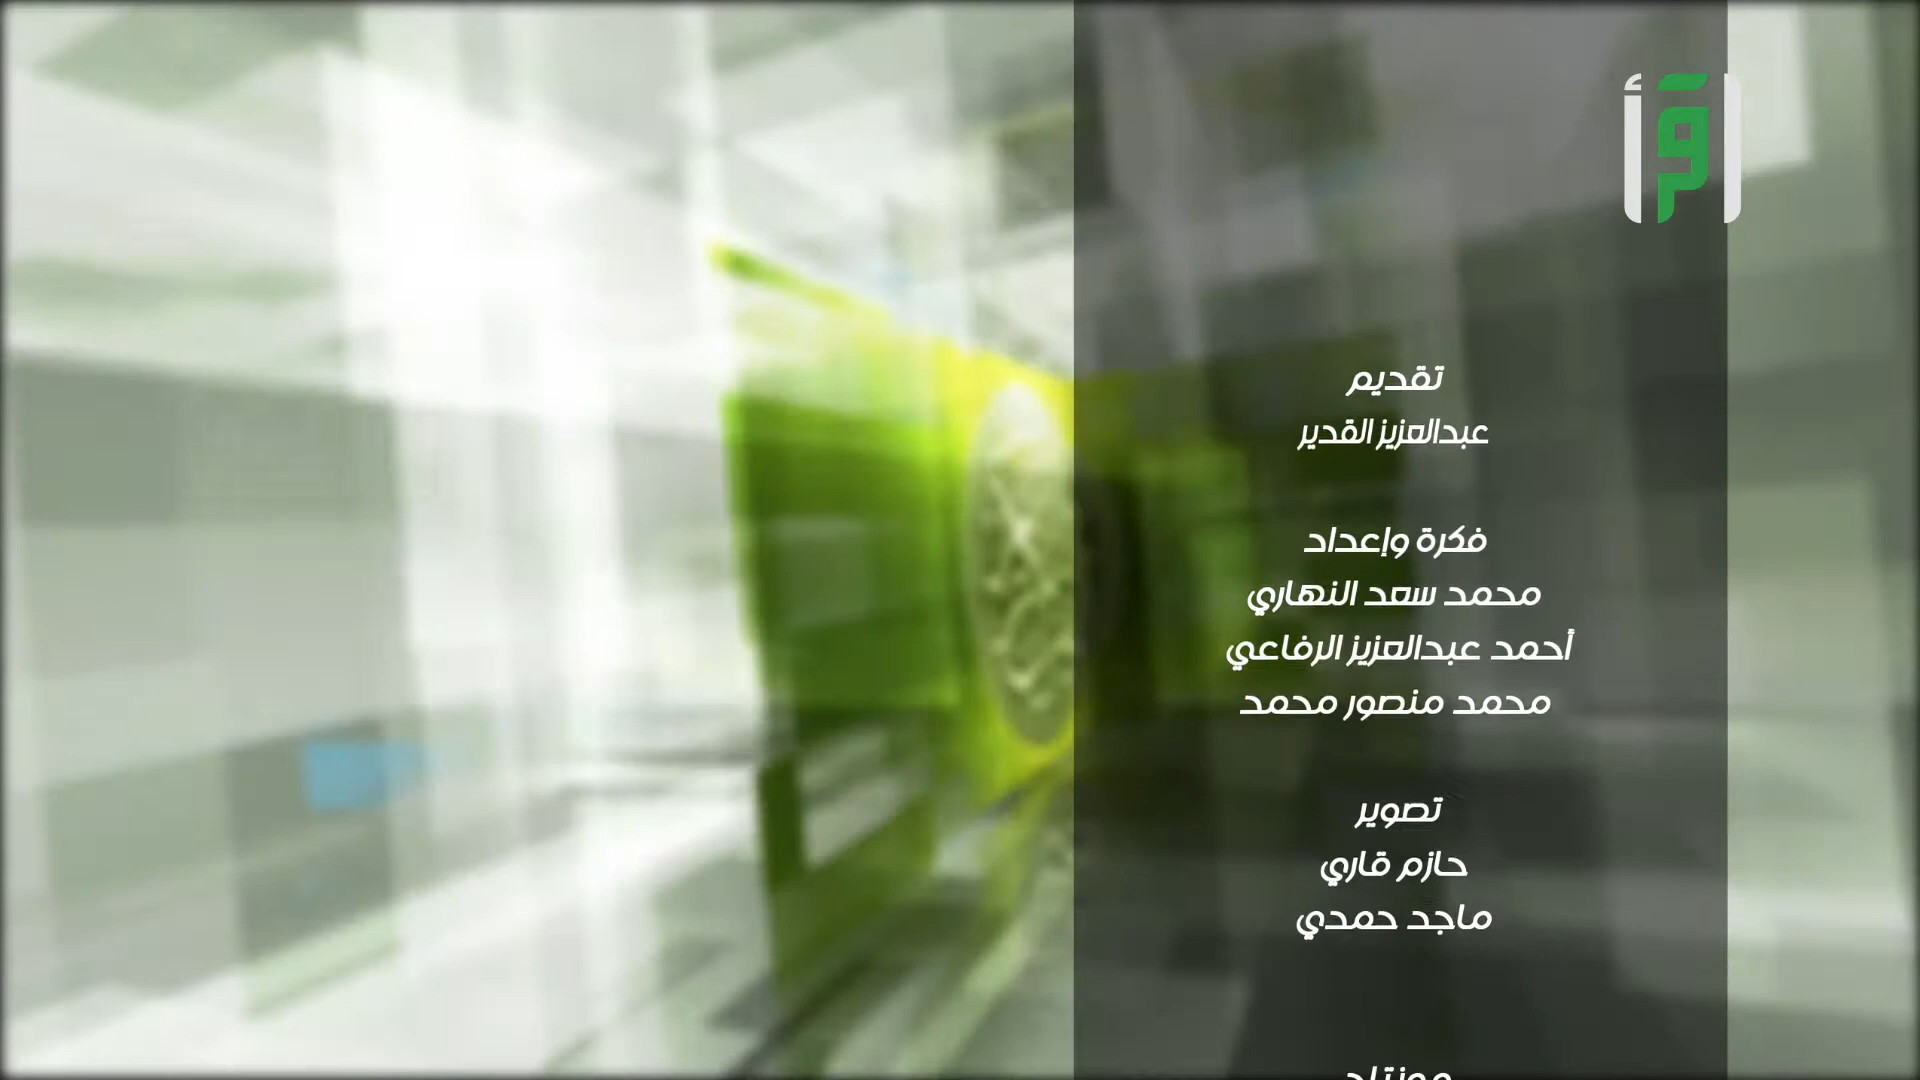 اقرأ
تقديم
عبدالعزيز القدير
فكرة وإعداد
محمد سعد النهاري
أحمد عبدالعزيز الرفاعي
محمد منصور محمد
تصوير
حازم قاري
ماجد حمدي
مونتاج